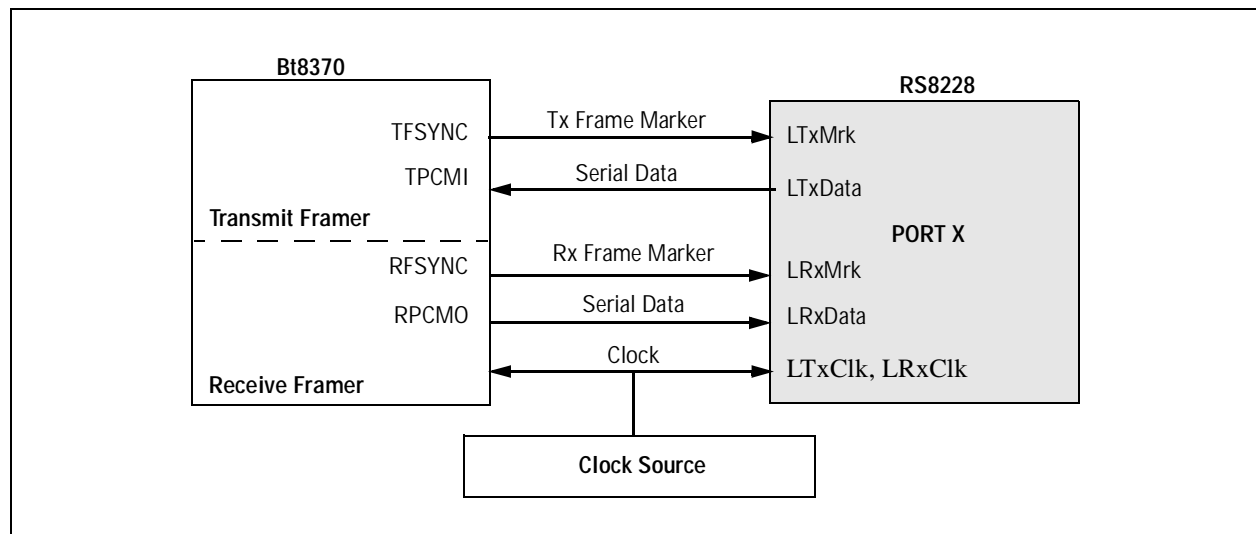 Bt8370
RS8228
TFSYNC
Tx Frame Marker
LTxMrk
TPCMI
Serial Data
LTxData
Transmit Framer
PORT X
RFSYNC
Rx Frame Marker
LRxMrk
RPCMO
Serial Data
LRxData
Clock
LTxClk, LRxClk
Receive Framer
Clock Source